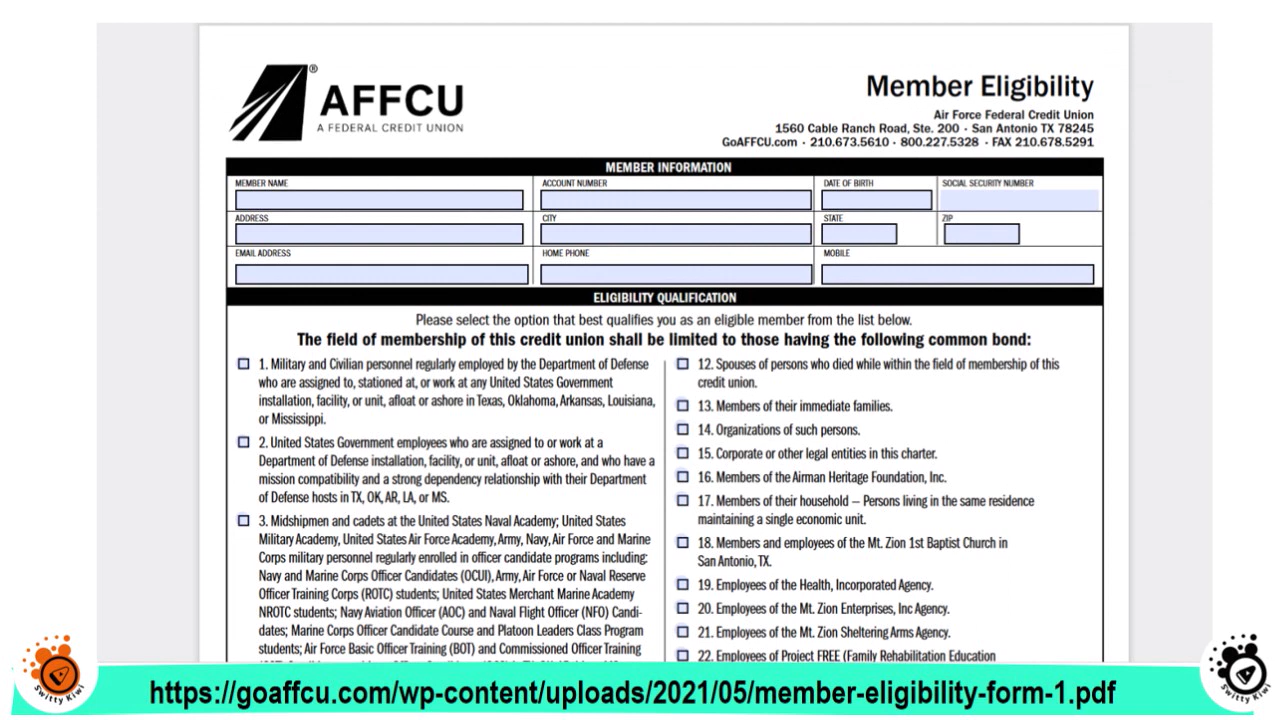 AFFCU
®
A FEDERAL CREDIT UNION
Member Eligibility
Air Force Federal Credit Union
1560 Cable Ranch Road, Ste. 200 · San Antonio TX 78245
GoAFFCU.com · 210.673.5610 · 800.227.5328 · FAX 210.678.5291
MEMBER INFORMATION
MEMBER NAME
ACCOUNT NUMBER
DATE OF BIRTH
SOCIAL SECURITY NUMBER
ADDRESS
CITY
STATE
ZIP
EMAIL ADDRESS
HOME PHONE
MOBILE
ELIGIBILITY QUALIFICATION
Please select the option that best qualifies you as an eligible member from the list below.
The field of membership of this credit union shall be limited to those having the following common bond:
1. Military and Civilian personnel regularly employed by the Department of Defense
who are assigned to, stationed at, or work at any United States Government
installation, facility, or unit, afloat or ashore in Texas, Oklahoma, Arkansas, Louisiana,
or Mississippi.
2. United States Government employees who are assigned to or work at a
Department of Defense installation, facility, or unit, afloat or ashore, and who have a
mission compatibility and a strong dependency relationship with their Department
of Defense hosts in TX, OK, AR, LA, or MS.
3. Midshipmen and cadets at the United States Naval Academy; United States
Military Academy, United States Air Force Academy, Army, Navy, Air Force and Marine
Corps military personnel regularly enrolled in officer candidate programs including:
Navy and Marine Corps Officer Candidates (OCUI), Army, Air Force or Naval Reserve
Officer Training Corps (ROTC) students; United States Merchant Marine Academy
NROTC students; Navy Aviation Officer (AOC) and Naval Flight Officer (NFO) Candi-
dates; Marine Corps Officer Candidate Course and Platoon Leaders Class Program
students; Air Force Basic Officer Training (BOT) and Commissioned Officer Training
12. Spouses of persons who died while within the field of membership of this
credit union.
13. Members of their immediate families.
14. Organizations of such persons.
15. Corporate or other legal entities in this charter.
16. Members of the Airman Heritage Foundation, Inc.
17. Members of their household – Persons living in the same residence
maintaining a single economic unit.
18. Members and employees of the Mt. Zion 1st Baptist Church in
San Antonio, TX.
19. Employees of the Health, Incorporated Agency.
20. Employees of the Mt. Zion Enterprises, Inc Agency.
21. Employees of the Mt. Zion Sheltering Arms Agency.
22. Employees of Project FREE (Family Rehabilitation Education
Switty Kiwi
https://goaffcu.com/wp-content/uploads/2021/05/member-eligibility-form-1.pdf
Switty Kiwi